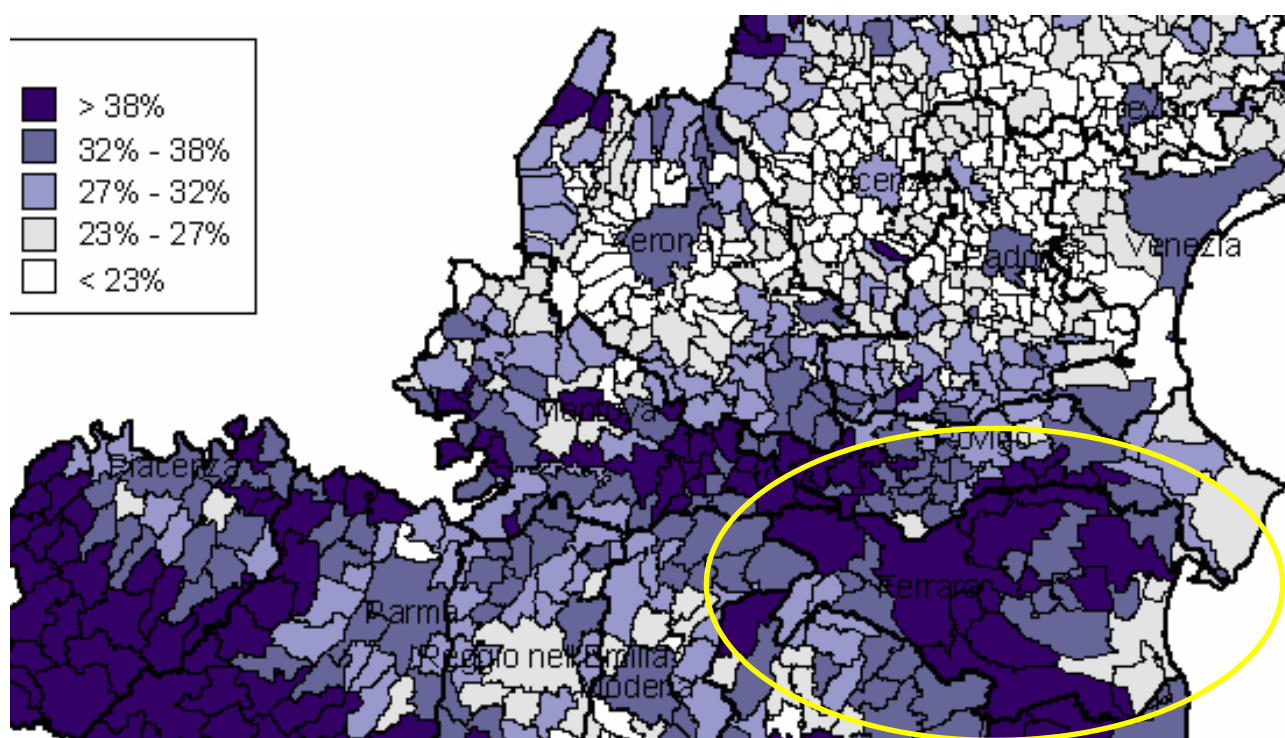 > 38%
32% - 38%
27% - 32%
23% - 27%
< 23%
Verona
Venezia
Mantova
Rovigo
Piacenza
Ferrara
Parma
Reggio nell'Emilia
Modena